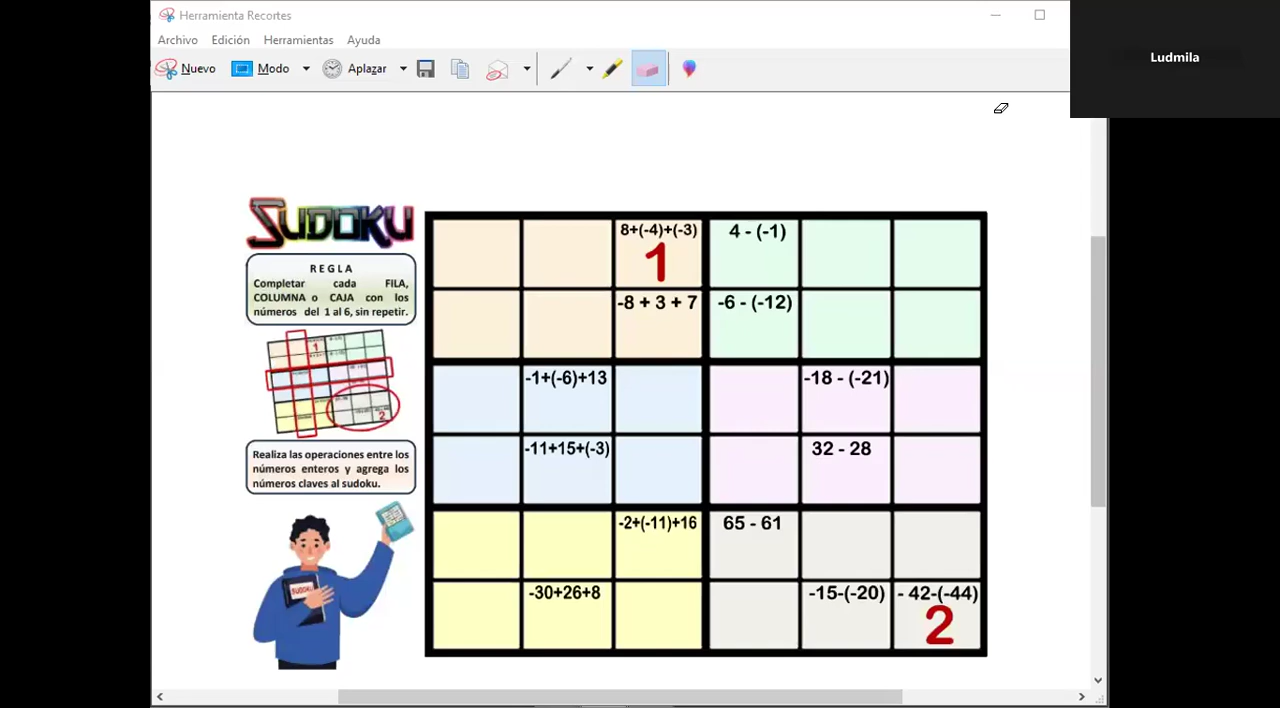 Herramienta Recortes
Ludmila
Archivo Edición Herramientas Ayuda
Nuevo Modo Aplazar
SUDOKU
REGLA
Completar cada FILA,
COLUMNA o CAJA con los
números del 1 al 6, sin repetir.
Realiza las operaciones entre los
números enteros y agrega los
números claves al sudoku.
SUDOKU
8+(-4)+(-3) 4 - (-1)
1
-8 + 3 + 7 -6 - (-12)
-1+(-6)+13 -18 - (-21)
-11+15+(-3) 32 - 28
-2+(-11)+16 65 - 61
-30+26+8 -15-(-20) - 42-(-44)
2